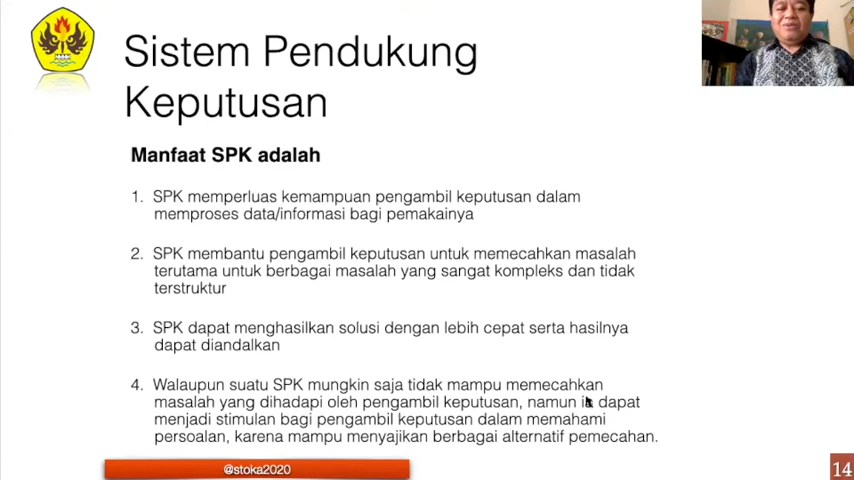 Sistem Pendukung
Keputusan
Manfaat SPK adalah
1. SPK memperluas kemampuan pengambil keputusan dalam
memproses data/informasi bagi pemakainya
2. SPK membantu pengambil keputusan untuk memecahkan masalah
terutama untuk berbagai masalah yang sangat kompleks dan tidak
terstruktur
3. SPK dapat menghasilkan solusi dengan lebih cepat serta hasilnya
dapat diandalkan
4. Walaupun suatu SPK mungkin saja tidak mampu memecahkan
masalah yang dihadapi oleh pengambil keputusan, namun ia dapat
menjadi stimulan bagi pengambil keputusan dalam memahami
persoalan, karena mampu menyajikan berbagai alternatif pemecahan.
@stoka2020
14